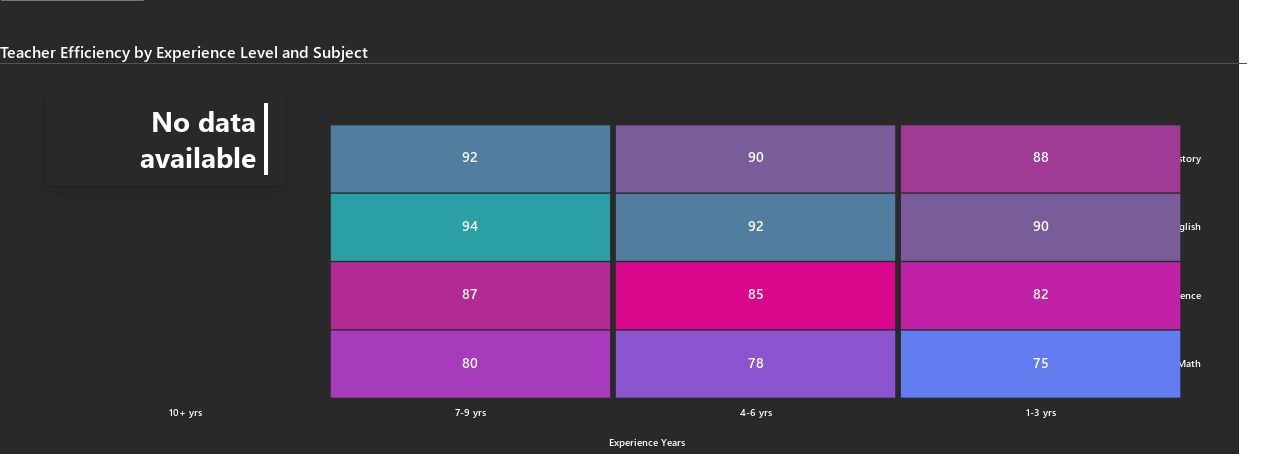 Teacher Efficiency by Experience Level and Subject
No data
available
92 90 88 story
94 92 90 glish
87 85 82 ence
80 78 75 Math
10+ yrs 7-9 yrs 4-6 yrs 1-3 yrs
Experience Years